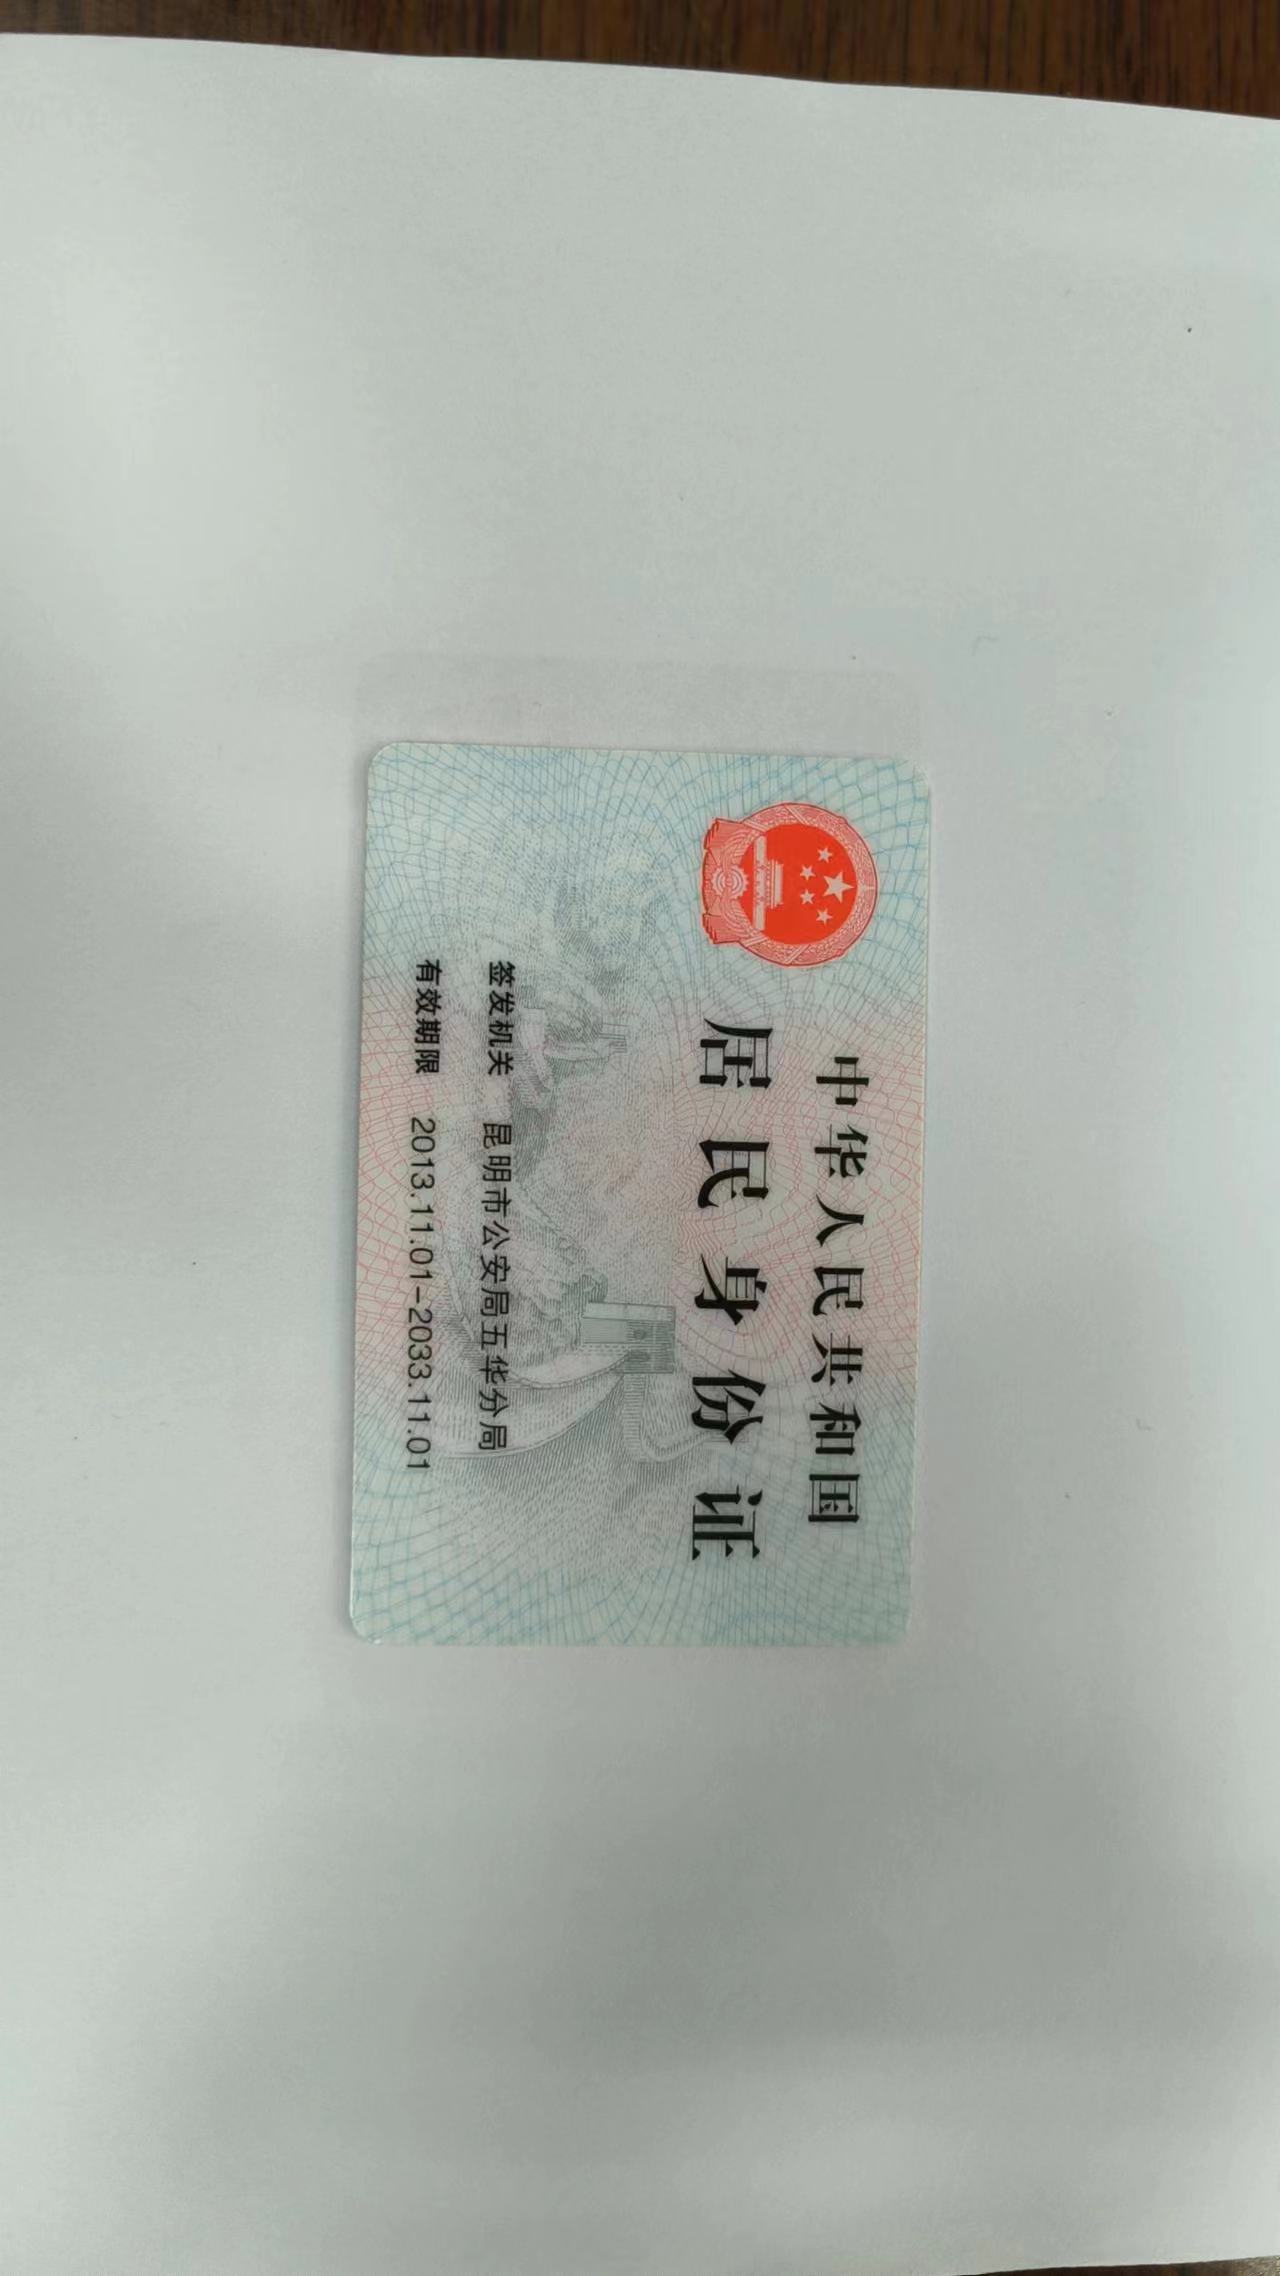 中华人民共和国
居民身份证
签发机关 昆明市公安局五华分局
有效期限 2013.11.01-2033.11.01